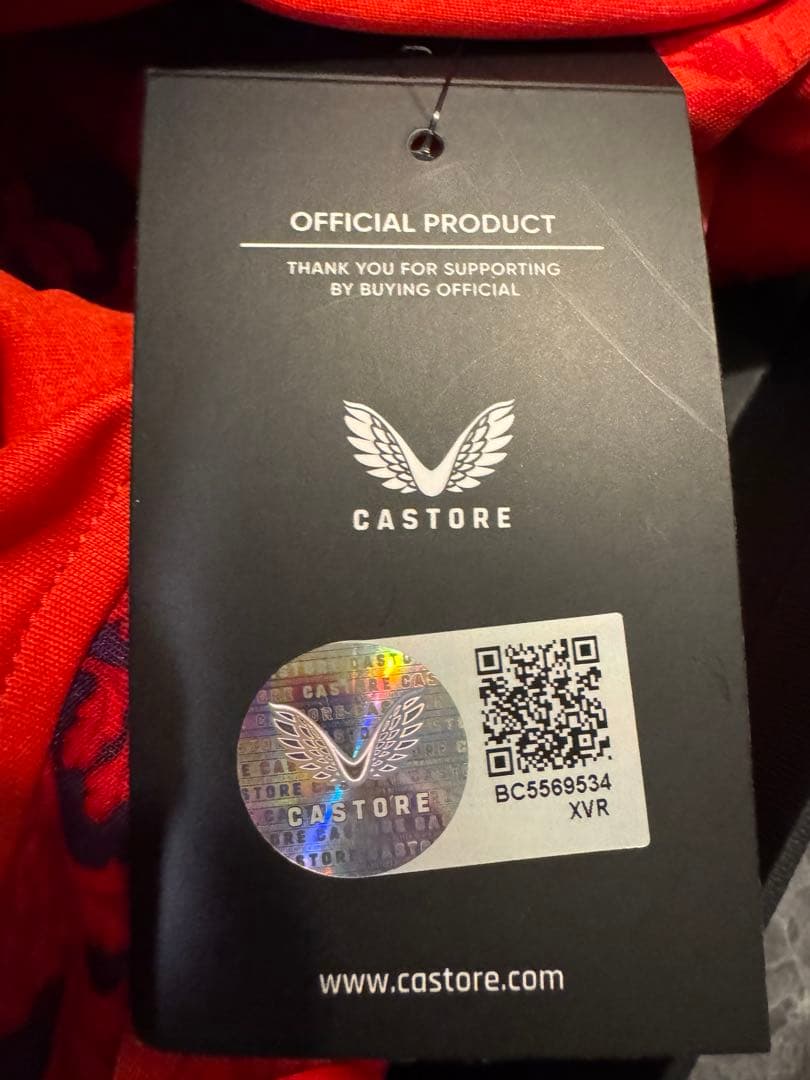 OFFICIAL PRODUCT
THANK YOU FOR SUPPORTING
BY BUYING OFFICIAL
CASTORE
CASTORE
BC5569534
XVR
www.castore.com